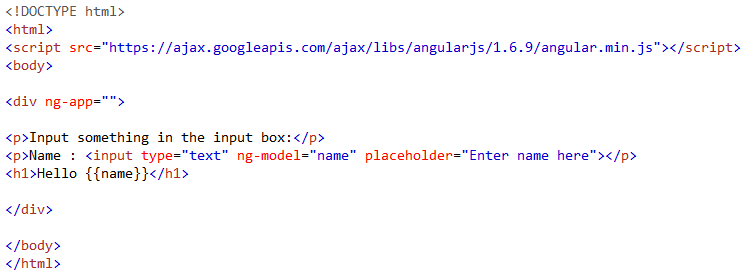 <!DOCTYPE html>
<html>
<script src="https://ajax.googleapis.com/ajax/libs/angularjs/1.6.9/angular.min.js"></script>
<body>
<div ng-app="">
<p>Input something in the input box:</p>
<p>Name : <input type="text" ng-model="name" placeholder="Enter name here"></p>
<h1>Hello {{name}}</h1>
</div>
</body>
</html>